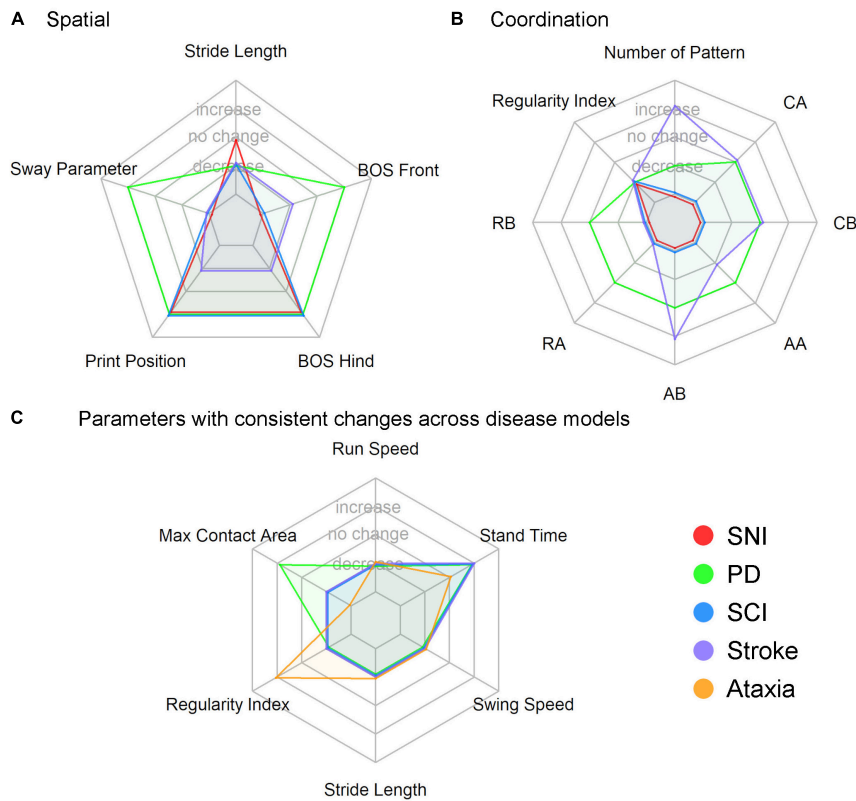 A Spatial
Stride Length
increase
no change
decrease
Sway Parameter
BOS Front
Print Position
BOS Hind
B Coordination
Number of Pattern
Regularity Index
CA
increase
no change
decrease
RB
CB
RA
AA
AB
C Parameters with consistent changes across disease models
Run Speed
increase
Max Contact Area
no change
Stand Time
decrease
Regularity Index
Swing Speed
Stride Length
SNI
PD
SCI
Stroke
Ataxia